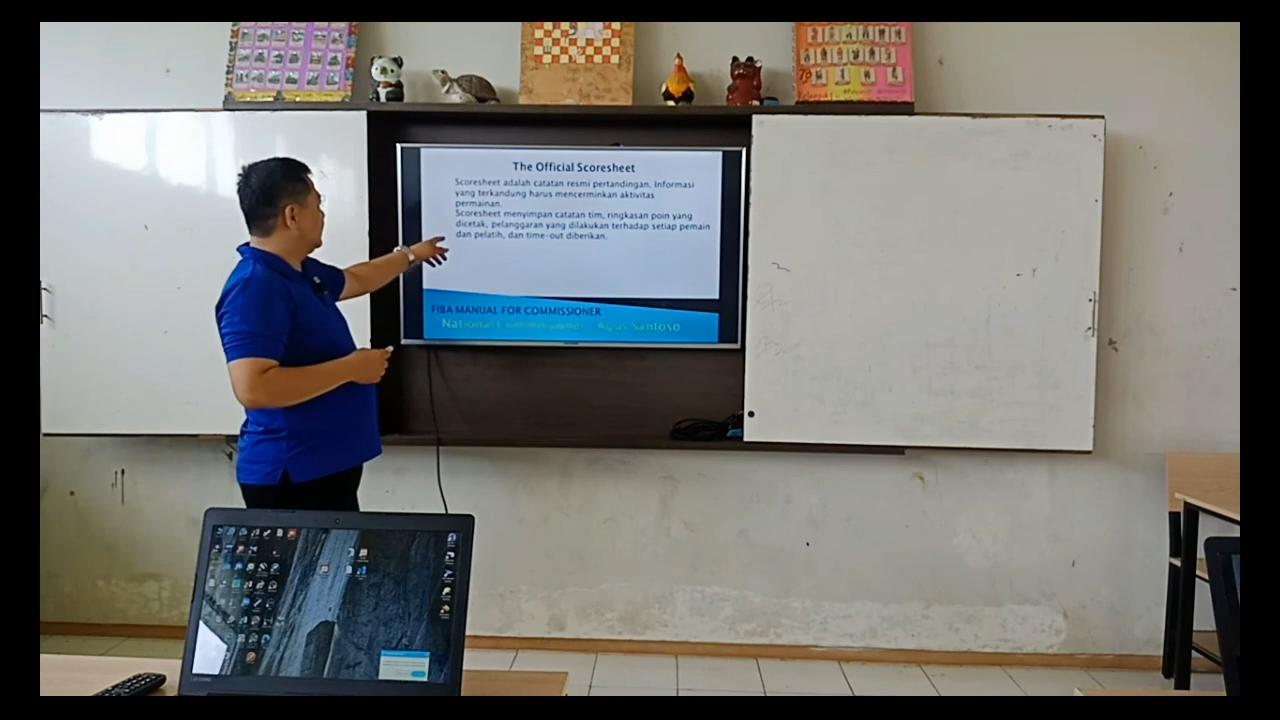 The Official Scoresheet
Scoresheet adalah catatan resmi pertandingan. Informasi
yang terkandung harus mencerminkan aktivitas
permainan.
Scoresheet menyimpan catatan tim, ringkasan poin yang
dicetak, pelanggaran yang dilakukan terhadap setiap pemain
dan pelatih, dan time-out diberikan.
FIBA MANUAL FOR COMMISSIONER
National Commissioner Agus Santoso